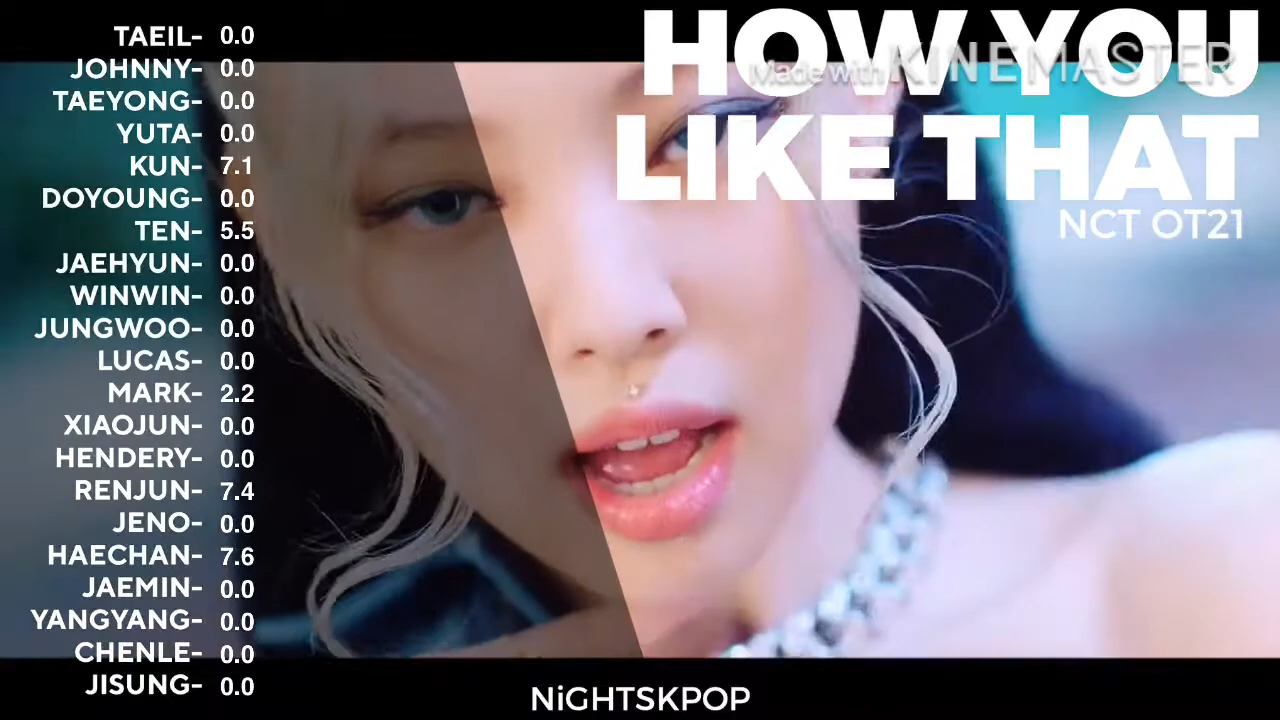 TAEIL- 0.0
JOHNNY- 0.0
TAEYONG- 0.0
YUTA- 0.0
KUN- 7.1
DOYOUNG- 0.0
TEN- 5.5
JAEHYUN- 0.0
WINWIN- 0.0
JUNGWOO- 0.0
LUCAS- 0.0
MARK- 2.2
XIAOJUN- 0.0
HENDERY- 0.0
RENJUN- 7.4
JENO- 0.0
HAECHAN- 7.6
JAEMIN- 0.0
YANGYANG- 0.0
CHENLE- 0.0
JISUNG- 0.0
HOW YOU
Made with KINEMASTER
LIKE THAT
NCT OT21
NiGHTSKPOP